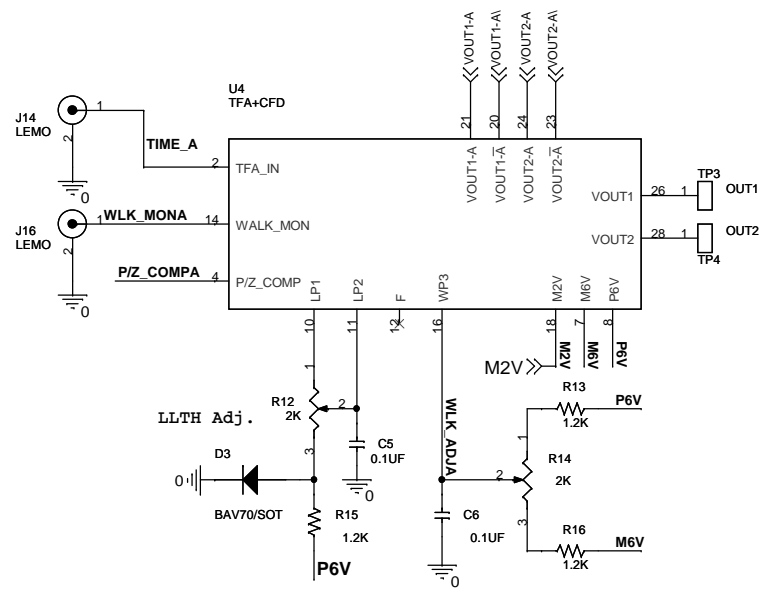 VOUT1-A
VOUT1-A\
VOUT2-A
VOUT2-A\
U4
TFA+CFD
21
20
24
23
J14
LEMO
1
2
0
TIME_A
2
TFA_IN
VOUT1-A
V̅OUT1-A̅
VOUT2-A
V̅OUT2-A̅
VOUT1
26
1
TP3
OUT1
J16
LEMO
1
2
0
WLK_MONA
14
WALK_MON
VOUT2
28
1
TP4
OUT2
P/Z_COMPA
4
P/Z_COMP
LP1
LP2
F
WP3
M2V
M6V
P6V
10
11
12
16
18
7
8
M2V
M2V
M6V
P6V
LLTH Adj.
R12
2K
1
2
3
C5
0.1UF
0
WLK_ADJA
R13
1.2K
P6V
R14
2K
1
2
3
D3
BAV70/SOT
0
R15
1.2K
P6V
C6
0.1UF
0
R16
1.2K
M6V